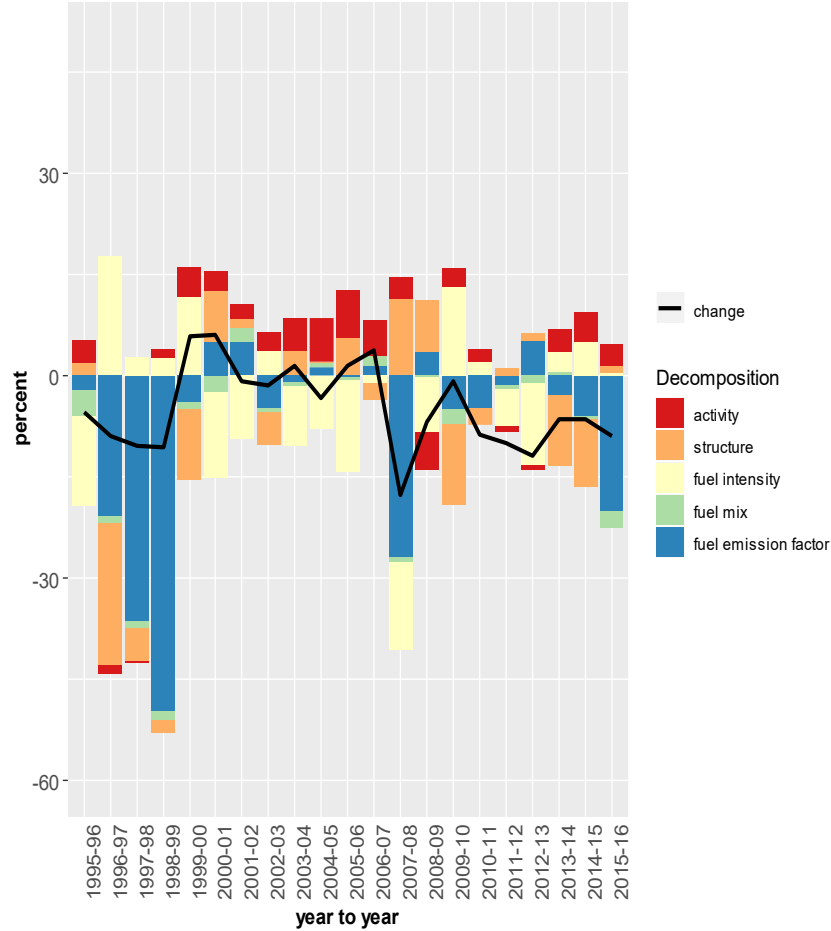 percent
30
0
-30
-60
1995-96
1996-97
1997-98
1998-99
1999-00
2000-01
2001-02
2002-03
2003-04
2004-05
2005-06
2006-07
2007-08
2008-09
2009-10
2010-11
2011-12
2012-13
2013-14
2014-15
2015-16
year to year
change
Decomposition
activity
structure
fuel intensity
fuel mix
fuel emission factor